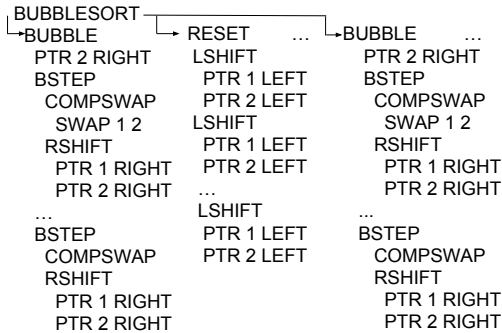 BUBBLESORT
BUBBLE
PTR 2 RIGHT
BSTEP
COMPSWAP
SWAP 1 2
RSHIFT
PTR 1 RIGHT
PTR 2 RIGHT
…
BSTEP
COMPSWAP
RSHIFT
PTR 1 RIGHT
PTR 2 RIGHT
RESET …
LSHIFT
PTR 1 LEFT
PTR 2 LEFT
LSHIFT
PTR 1 LEFT
PTR 2 LEFT
…
LSHIFT
PTR 1 LEFT
PTR 2 LEFT
BUBBLE …
PTR 2 RIGHT
BSTEP
COMPSWAP
SWAP 1 2
RSHIFT
PTR 1 RIGHT
PTR 2 RIGHT
...
BSTEP
COMPSWAP
RSHIFT
PTR 1 RIGHT
PTR 2 RIGHT